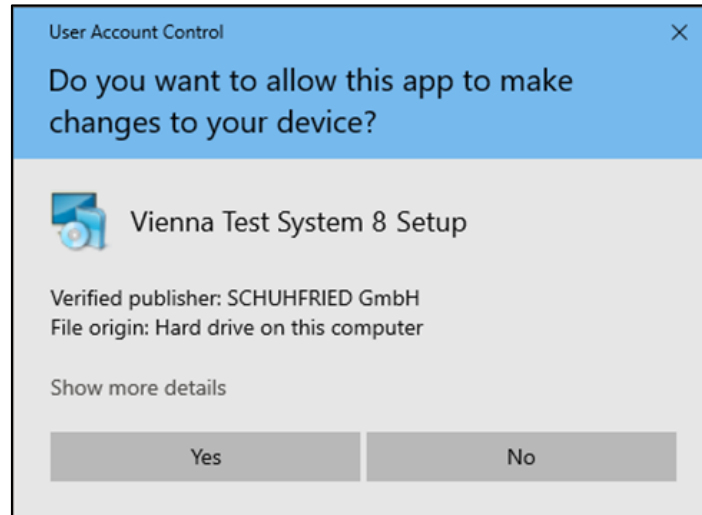 User Account Control
Do you want to allow this app to make
changes to your device?
Vienna Test System 8 Setup
Verified publisher: SCHUHFRIED GmbH
File origin: Hard drive on this computer
Show more details
Yes
No